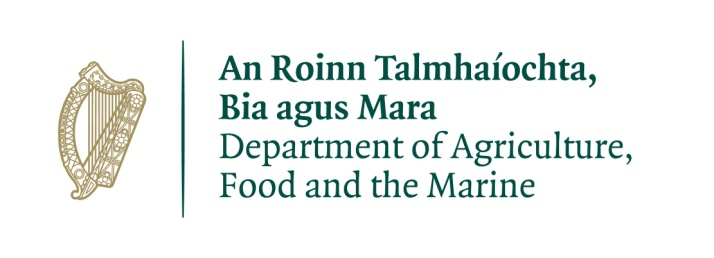 An Roinn Talmhaíochta,
Bia agus Mara
Department of Agriculture,
Food and the Marine